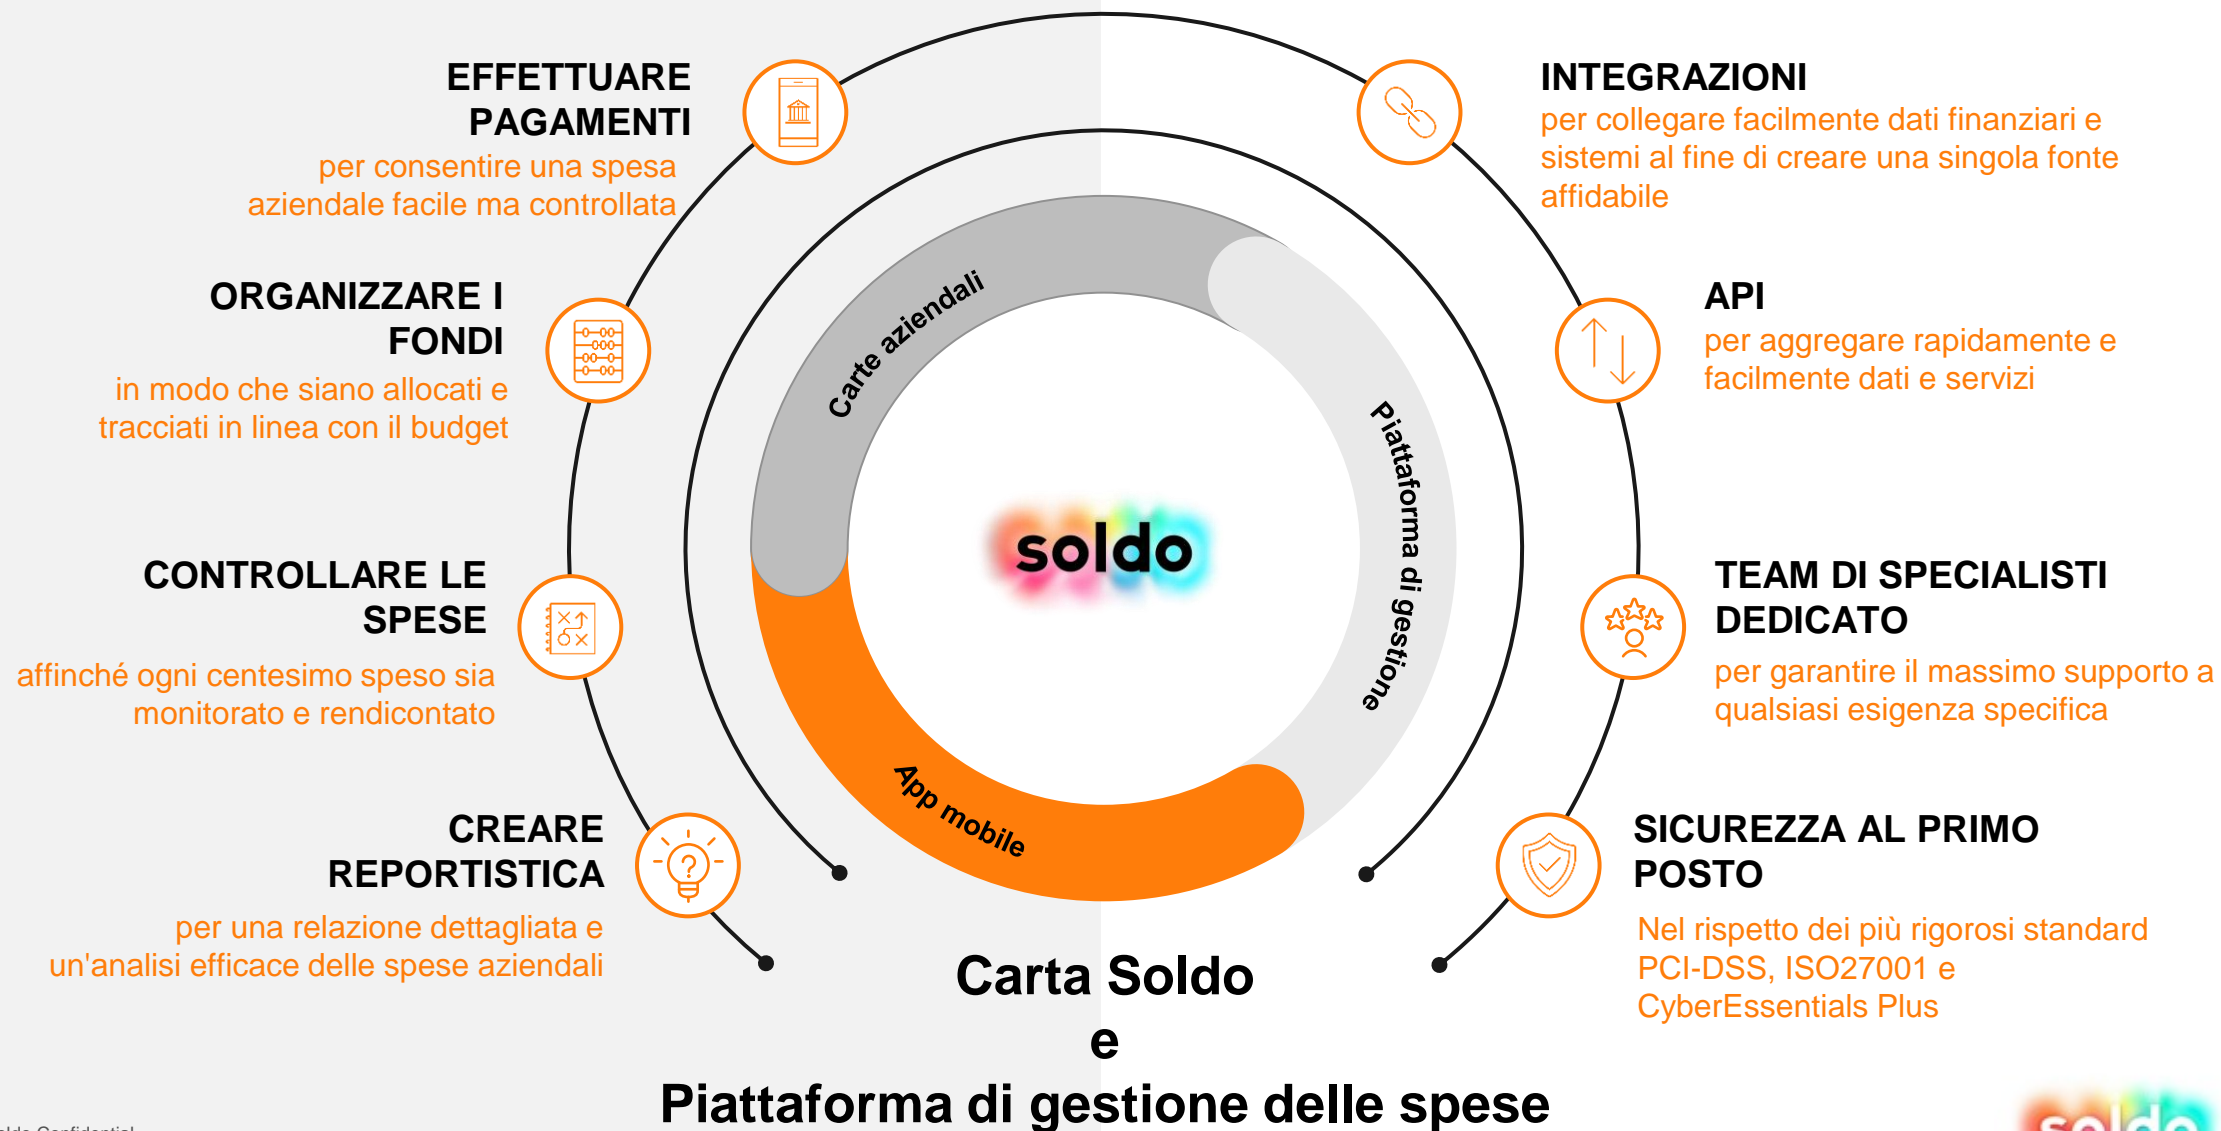 EFFETTUARE
PAGAMENTI
per consentire una spesa
aziendale facile ma controllata
ORGANIZZARE I
FONDI
in modo che siano allocati e
tracciati in linea con il budget
CONTROLLARE LE
SPESE
affinché ogni centesimo speso sia
monitorato e rendicontato
CREARE
REPORTISTICA
per una relazione dettagliata e
un'analisi efficace delle spese aziendali
Carte aziendali
Piattaforma di gestione
App mobile
soldo
INTEGRAZIONI
per collegare facilmente dati finanziari e
sistemi al fine di creare una singola fonte
affidabile
API
per aggregare rapidamente e
facilmente dati e servizi
TEAM DI SPECIALISTI
DEDICATO
per garantire il massimo supporto a
qualsiasi esigenza specifica
SICUREZZA AL PRIMO
POSTO
Nel rispetto dei più rigorosi standard
PCI-DSS, ISO27001 e
CyberEssentials Plus
Carta Soldo
e
Piattaforma di gestione delle spese
Confidential
soldo